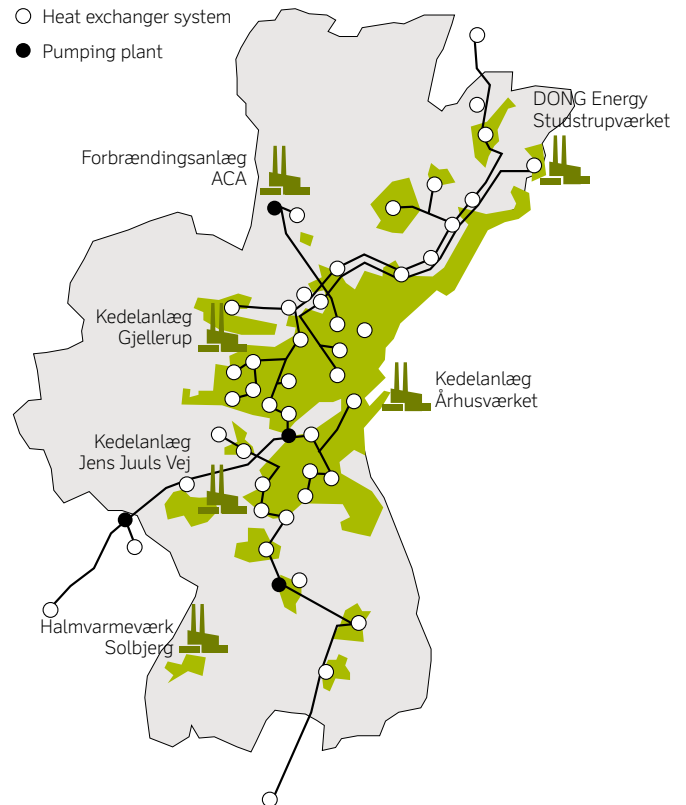 Heat exchanger system
Pumping plant
DONG Energy
Studstrupværket
Forbrændingsanlæg
ACA
Kedelanlæg
Gjellerup
Kedelanlæg
Århusværket
Kedelanlæg
Jens Juuls Vej
Halmvarmeværk
Solbjerg